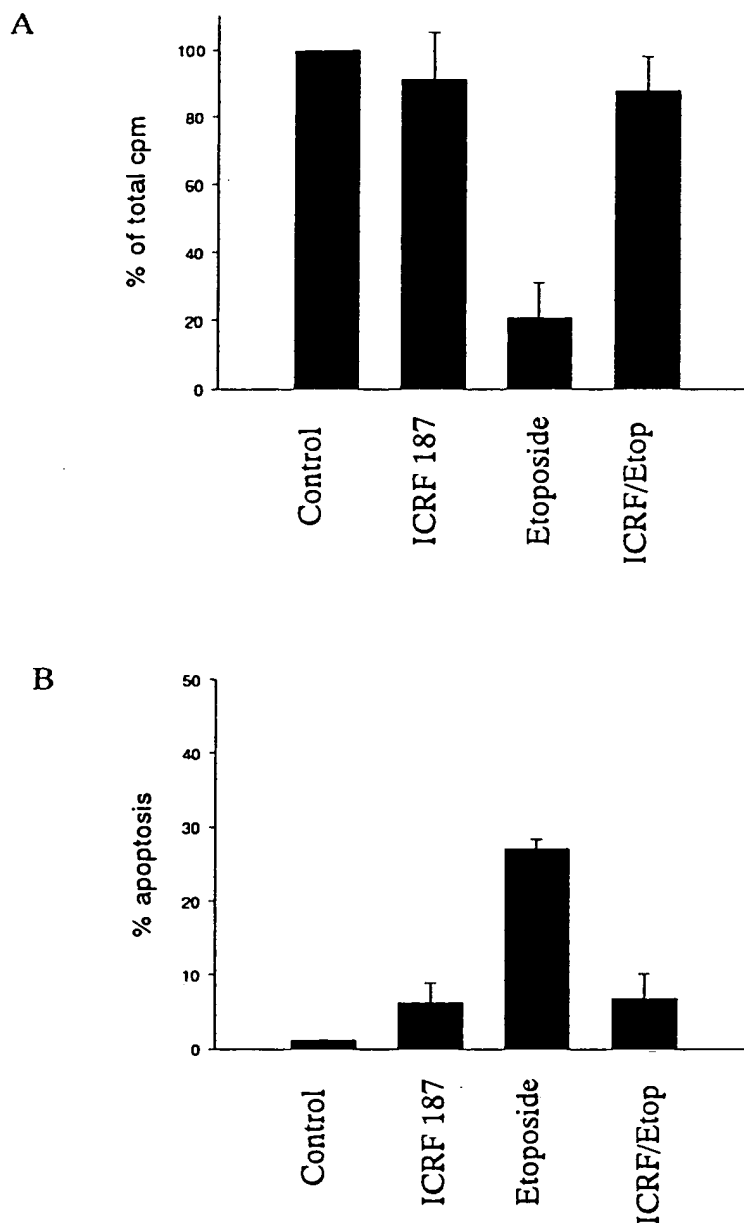 A
% of total cpm
100
80
60
40
20
0
Control
ICRF 187
Etoposide
ICRF/Etop
B
% apoptosis
50
40
30
20
10
0
Control
ICRF 187
Etoposide
ICRF/Etop